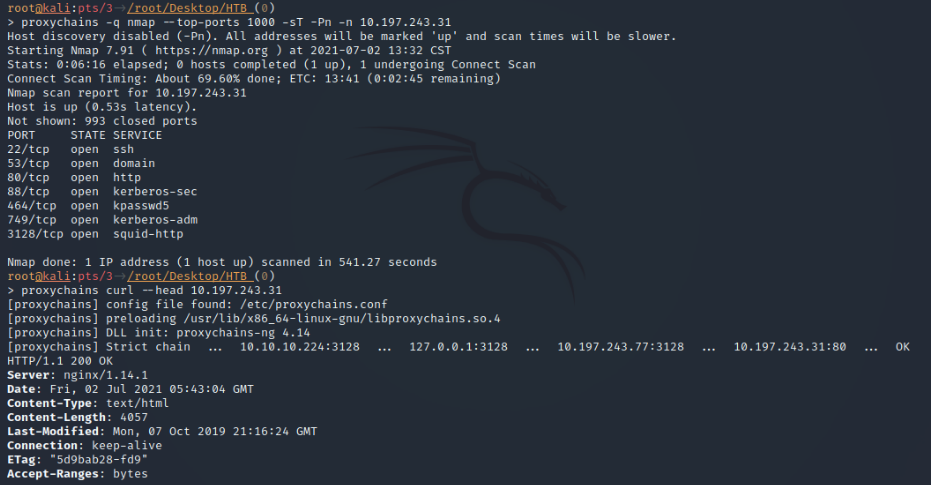 root@kali:pts/3→/root/Desktop/HTB (0)
> proxychains -q nmap --top-ports 1000 -sT -Pn -n 10.197.243.31
Host discovery disabled (-Pn). All addresses will be marked 'up' and scan times will be slower.
Starting Nmap 7.91 ( https://nmap.org ) at 2021-07-02 13:32 CST
Stats: 0:06:16 elapsed; 0 hosts completed (1 up), 1 undergoing Connect Scan
Connect Scan Timing: About 69.60% done; ETC: 13:41 (0:02:45 remaining)
Nmap scan report for 10.197.243.31
Host is up (0.53s latency).
Not shown: 993 closed ports
PORT     STATE SERVICE
22/tcp   open  ssh
53/tcp   open  domain
80/tcp   open  http
88/tcp   open  kerberos-sec
464/tcp  open  kpasswd5
749/tcp  open  kerberos-adm
3128/tcp open  squid-http

Nmap done: 1 IP address (1 host up) scanned in 541.27 seconds
root@kali:pts/3→/root/Desktop/HTB (0)
> proxychains curl --head 10.197.243.31
[proxychains] config file found: /etc/proxychains.conf
[proxychains] preloading /usr/lib/x86_64-linux-gnu/libproxychains.so.4
[proxychains] DLL init: proxychains-ng 4.14
[proxychains] Strict chain  ...  10.10.10.224:3128  ...  127.0.0.1:3128  ...  10.197.243.77:3128  ...  10.197.243.31:80  ...  OK
HTTP/1.1 200 OK
Server: nginx/1.14.1
Date: Fri, 02 Jul 2021 05:43:04 GMT
Content-Type: text/html
Content-Length: 4057
Last-Modified: Mon, 07 Oct 2019 21:16:24 GMT
Connection: keep-alive
ETag: "5d9bab28-fd9"
Accept-Ranges: bytes